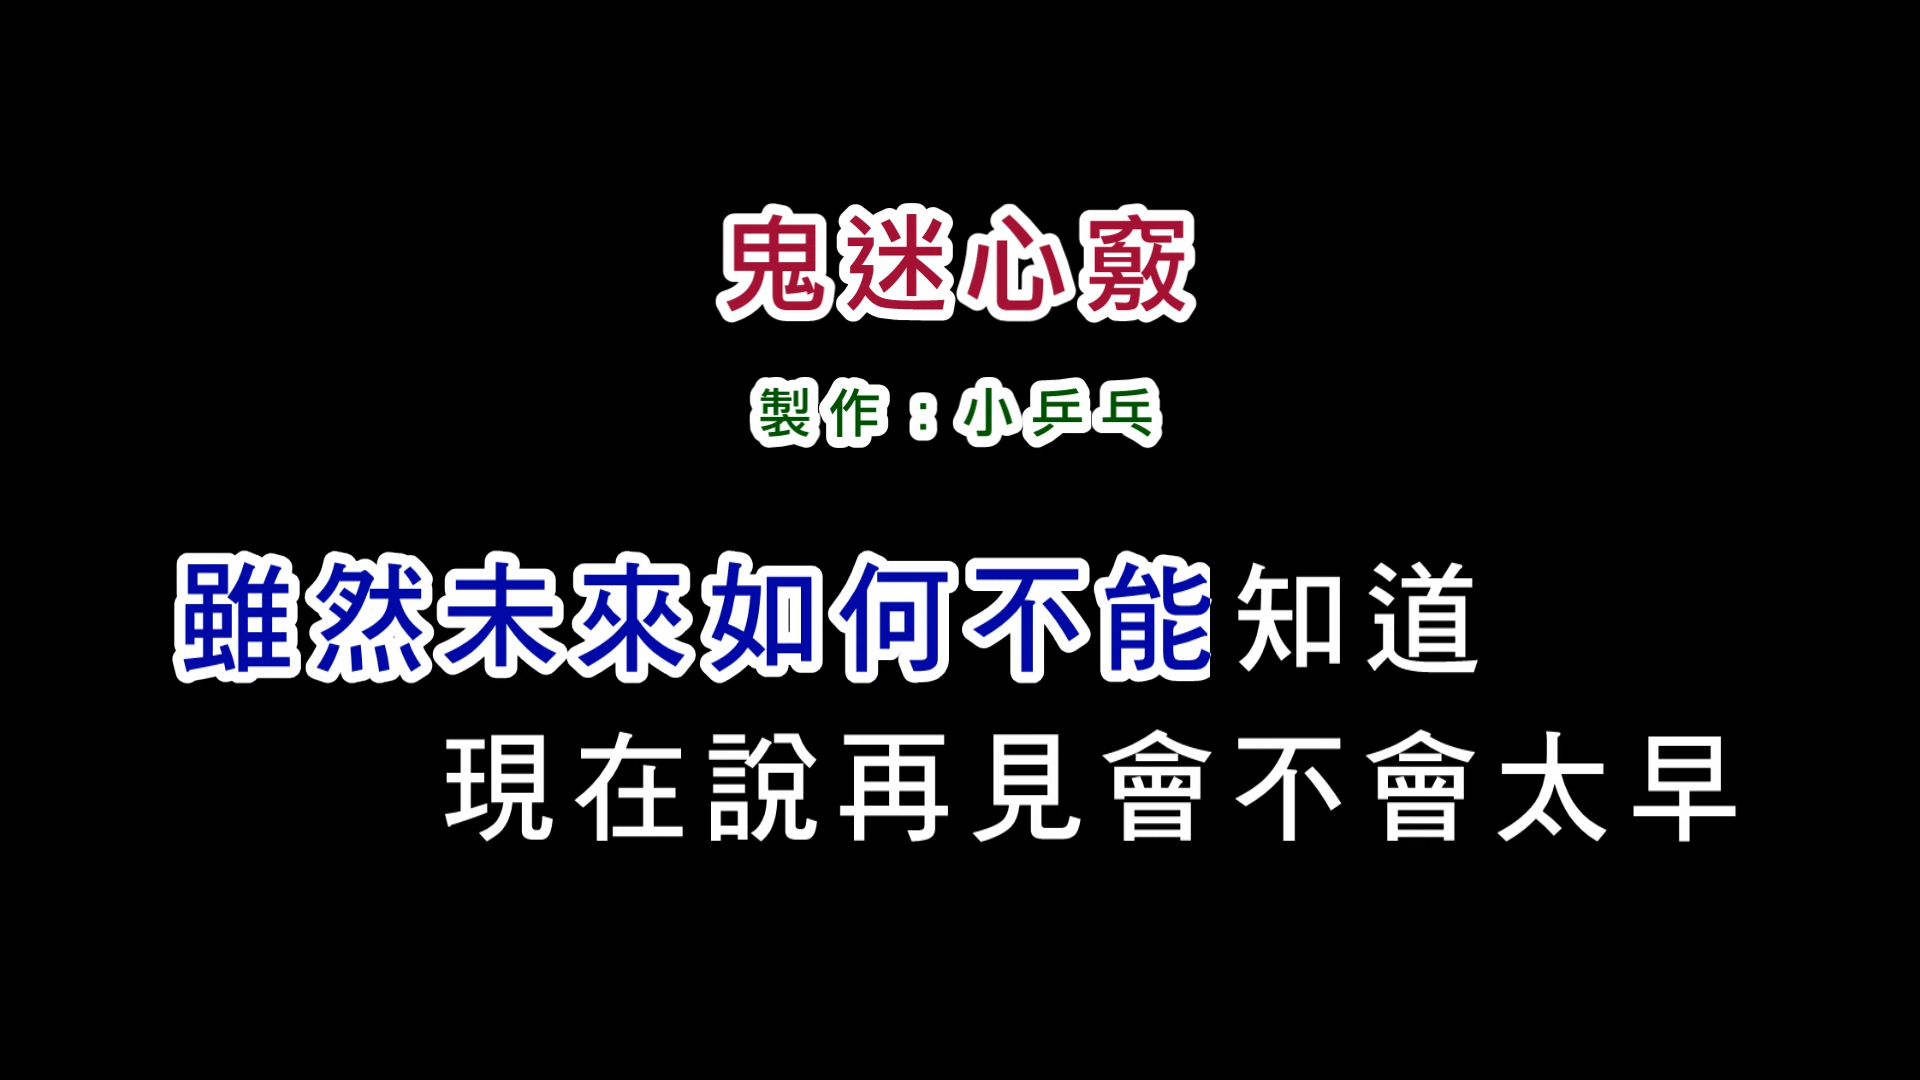 鬼迷心竅
製作：小乒乓
雖然未來如何不能知道
現在說再見會不會太早